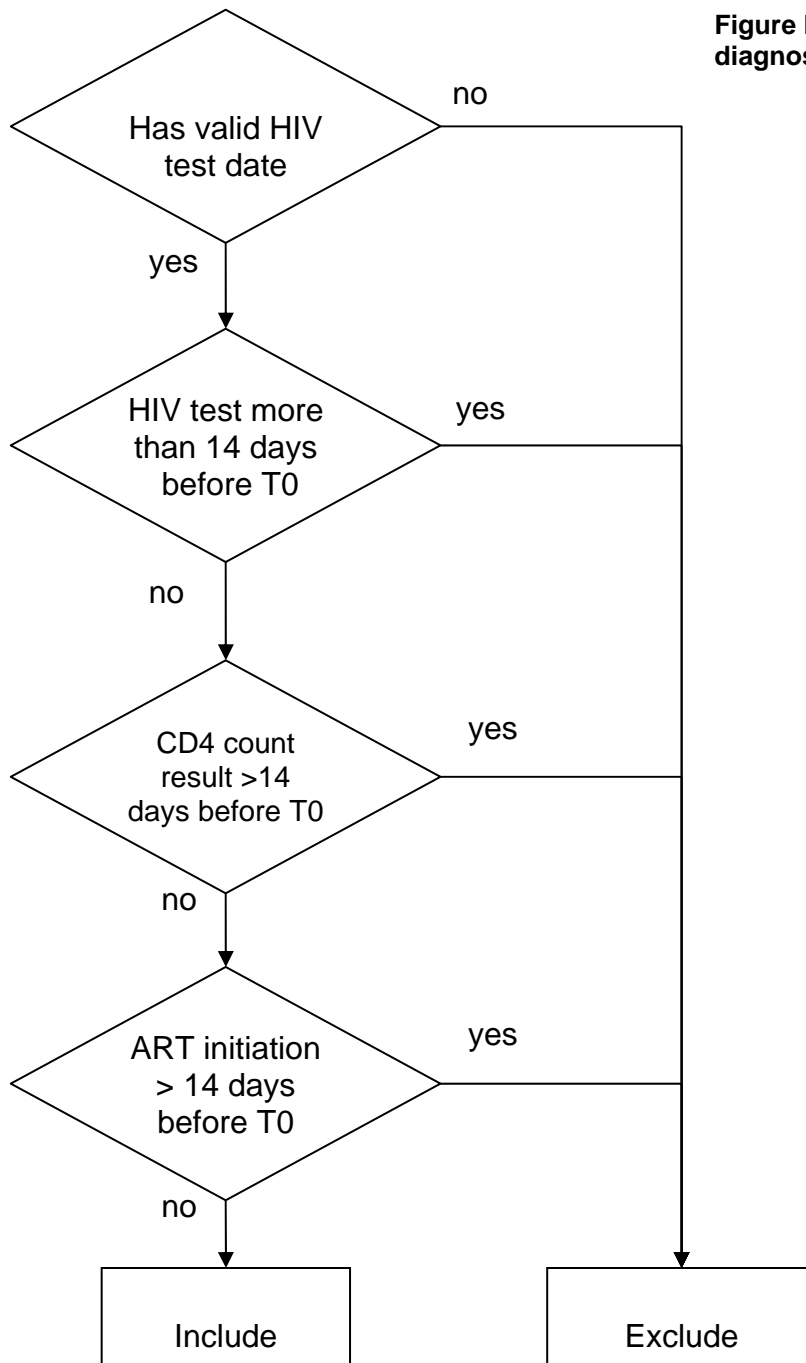 Figure
diagnos
no
Has valid HIV
test date
yes
HIV test more
than 14 days
before T0
yes
no
CD4 count
result >14
days before T0
yes
no
ART initiation
> 14 days
before T0
yes
no
Include
Exclude